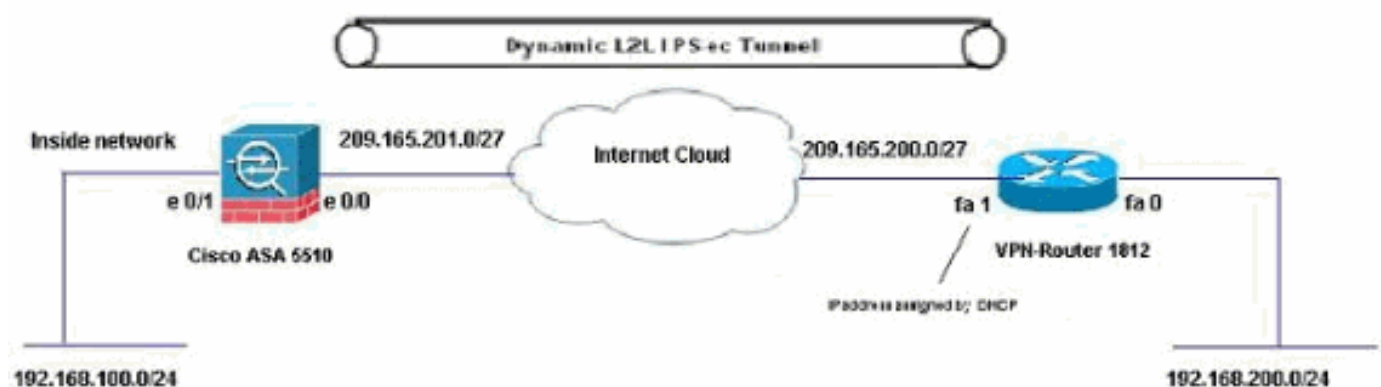 Dynamic L2L IPSec Tunnel
Inside network
209.165.201.0/27
Internet Cloud
209.165.200.0/27
e 0/1
e 0/0
fa 1
fa 0
Cisco ASA 5510
VPN-Router 1812
IP address assigned by DHCP
192.168.100.0/24
192.168.200.0/24